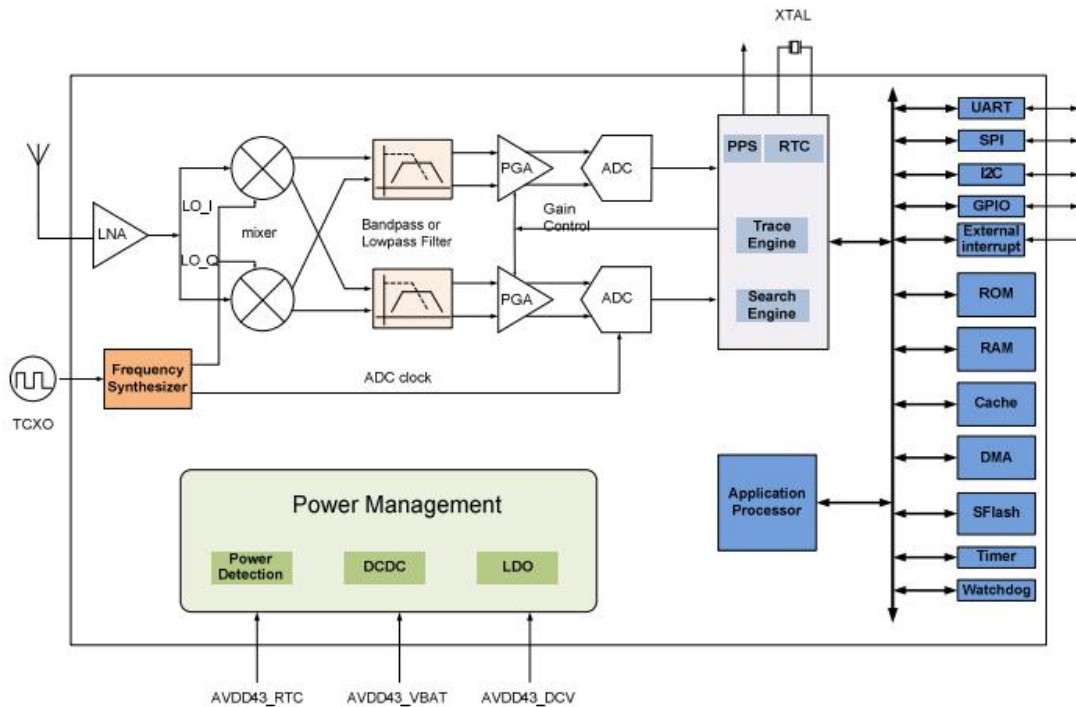 XTAL
UART
PPS
RTC
SPI
PGA
ADC
I2C
LO_I
LNA
mixer
Bandpass or
Lowpass Filter
Gain
Control
GPIO
Trace
Engine
External
interrupt
LO_Q
PGA
ADC
Search
Engine
ROM
RAM
Frequency
Synthesizer
ADC clock
TCXO
Cache
DMA
Power Management
Application
Processor
SFlash
Power
Detection
DCDC
LDO
Timer
Watchdog
AVDD43_RTC
AVDD43_VBAT
AVDD43_DCV